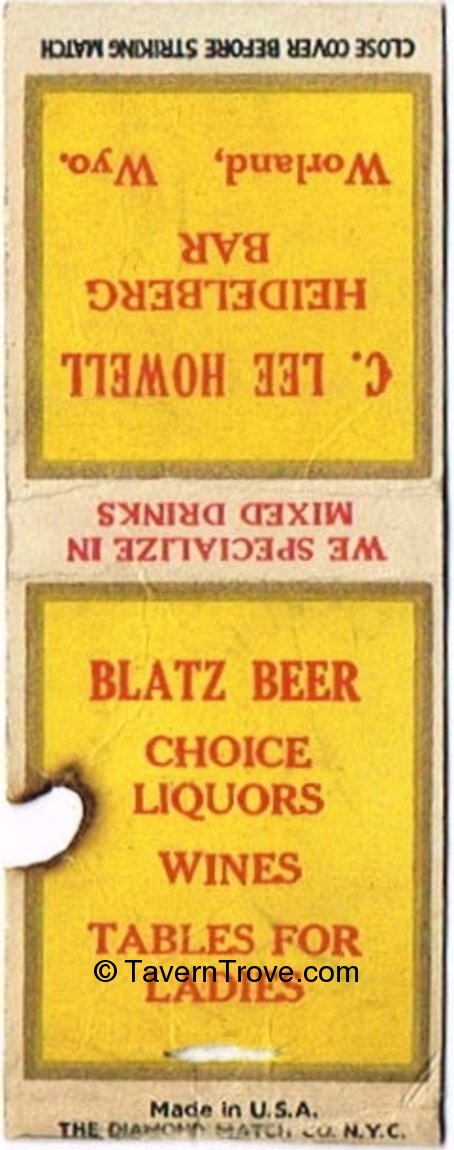 CLOSE COVER BEFORE STRIKING MATCH
C. LEE HOWELL
HEIDELBERG
BAR
Worland, Wyo.
WE SPECIALIZE IN
MIXED DRINKS
BLATZ BEER
CHOICE
LIQUORS
WINES
TABLES FOR
LADIES
© TavernTrove.com
Made in U.S.A.
THE DIAMOND MATCH CO. N.Y.C.